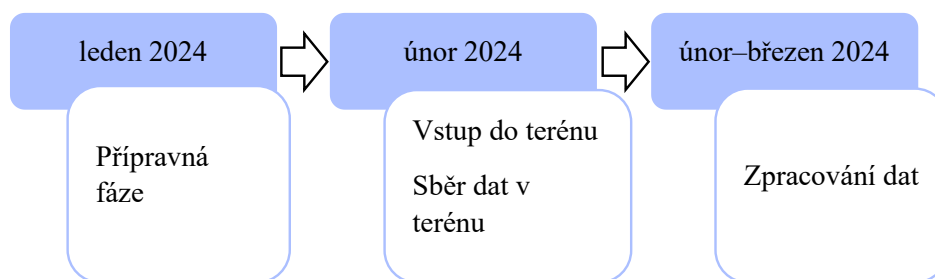 leden 2024
Přípravná
fáze
únor 2024
Vstup do terénu
Sběr dat v
terénu
únor–březen 2024
Zpracování dat